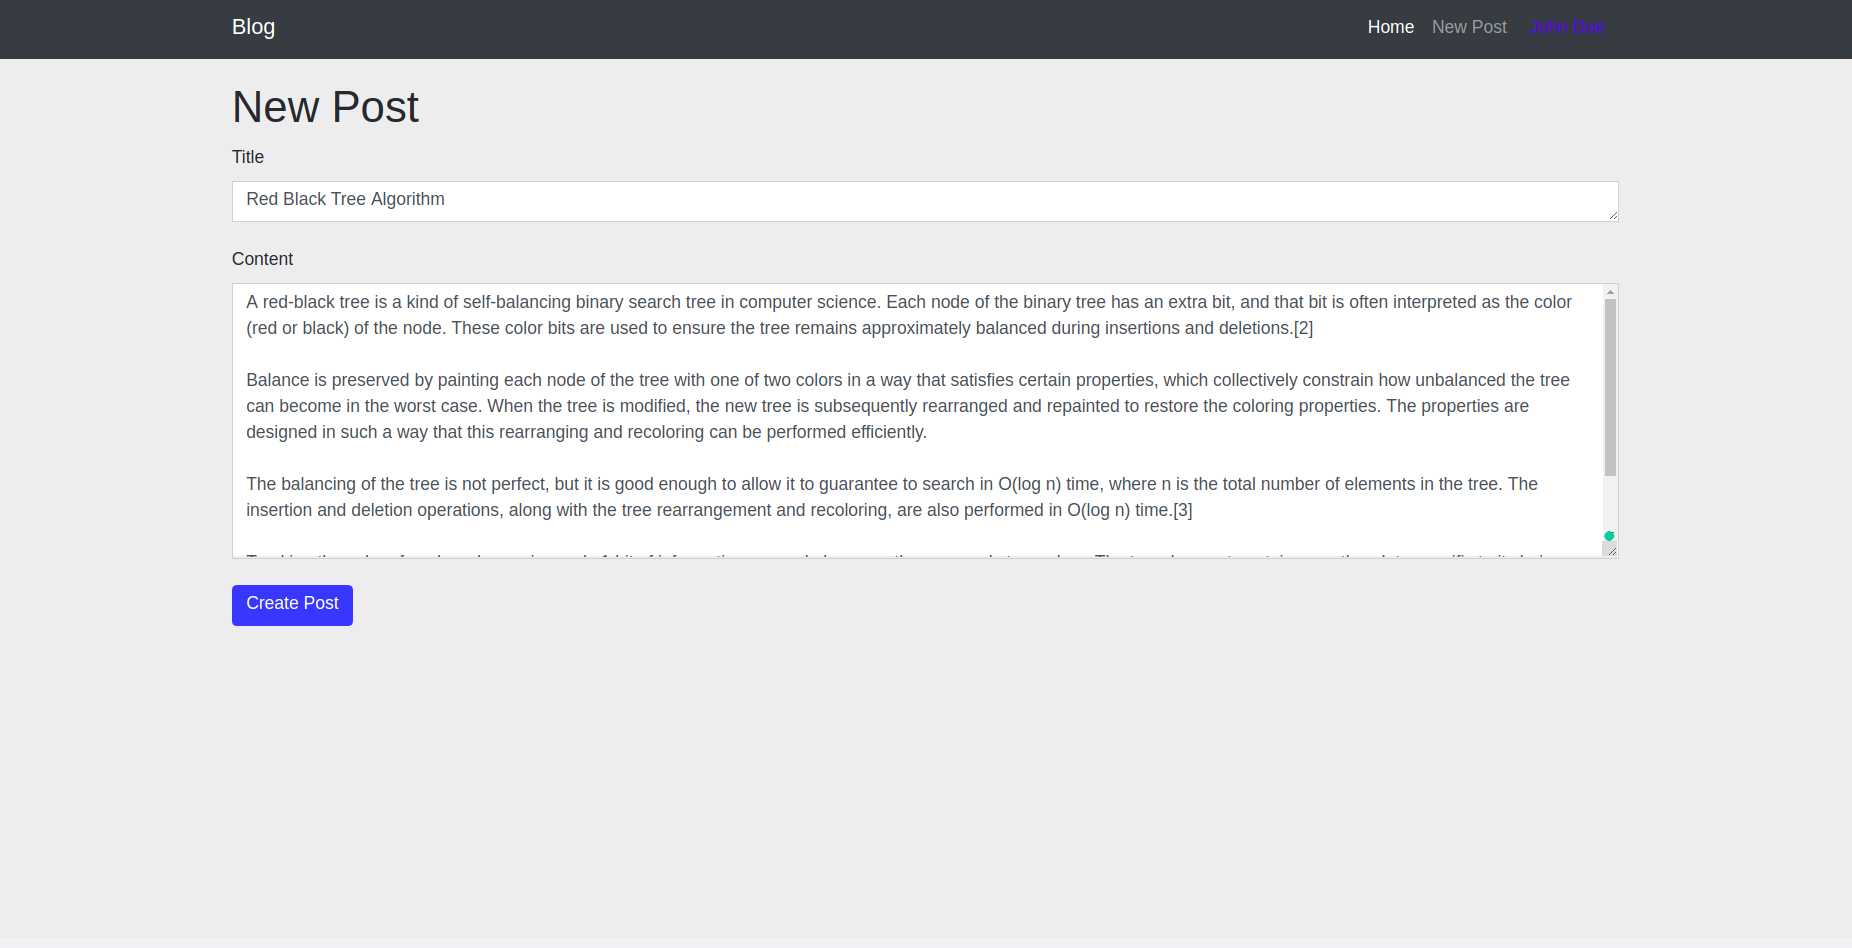 Blog
Home New Post John Doe
New Post
Title
Red Black Tree Algorithm
Content
A red-black tree is a kind of self-balancing binary search tree in computer science. Each node of the binary tree has an extra bit, and that bit is often interpreted as the color
(red or black) of the node. These color bits are used to ensure the tree remains approximately balanced during insertions and deletions.[2]
Balance is preserved by painting each node of the tree with one of two colors in a way that satisfies certain properties, which collectively constrain how unbalanced the tree
can become in the worst case. When the tree is modified, the new tree is subsequently rearranged and repainted to restore the coloring properties. The properties are
designed in such a way that this rearranging and recoloring can be performed efficiently.
The balancing of the tree is not perfect, but it is good enough to allow it to guarantee to search in O(log n) time, where n is the total number of elements in the tree. The
insertion and deletion operations, along with the tree rearrangement and recoloring, are also performed in O(log n) time.[3]
Create Post